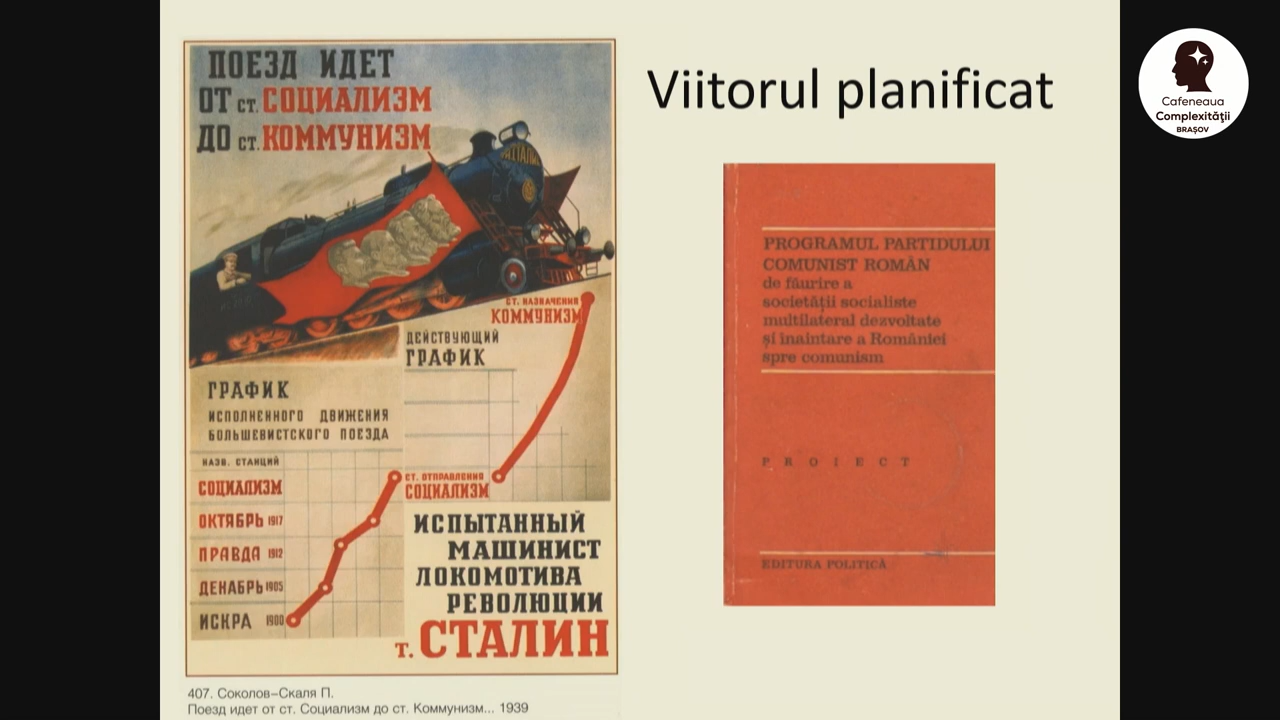 Viitorul planificat
ПОЕЗД ИДЕТ
ОТ СТ. СОЦИАЛИЗМ
ДО СТ. КОММУНИЗМ
СТ. НАЗНАЧЕНИЯ
КОММУНИЗМ
ДЕЙСТВУЮЩИЙ
ГРАФИК
ГРАФИК
ИСПОЛНЕННОГО ДВИЖЕНИЯ
БОЛЬШЕВИСТСКОГО ПОЕЗДА
НАЗВ. СТАНЦИЙ
СОЦИАЛИЗМ
ОКТЯБРЬ 1917
ПРАВДА 1912
ДЕКАБРЬ 1905
ИСКРА 1900
СТ. ОТПРАВЛЕНИЯ
СОЦИАЛИЗМ
ИСПЫТАННЫЙ
МАШИНИСТ
ЛОКОМОТИВА
РЕВОЛЮЦИИ
т. СТАЛИН
407. Соколов–Скаля П.
Поезд идет от ст. Социализм до ст. Коммунизм... 1939
PROGRAMUL PARTIDULUI
COMUNIST ROMÂN
de făurire a
societății socialiste
multilateral dezvoltate
și înaintare a României
spre comunism
PROIECT
EDITURA POLITICĂ
Cafeneaua
Complexității
BRAȘOV